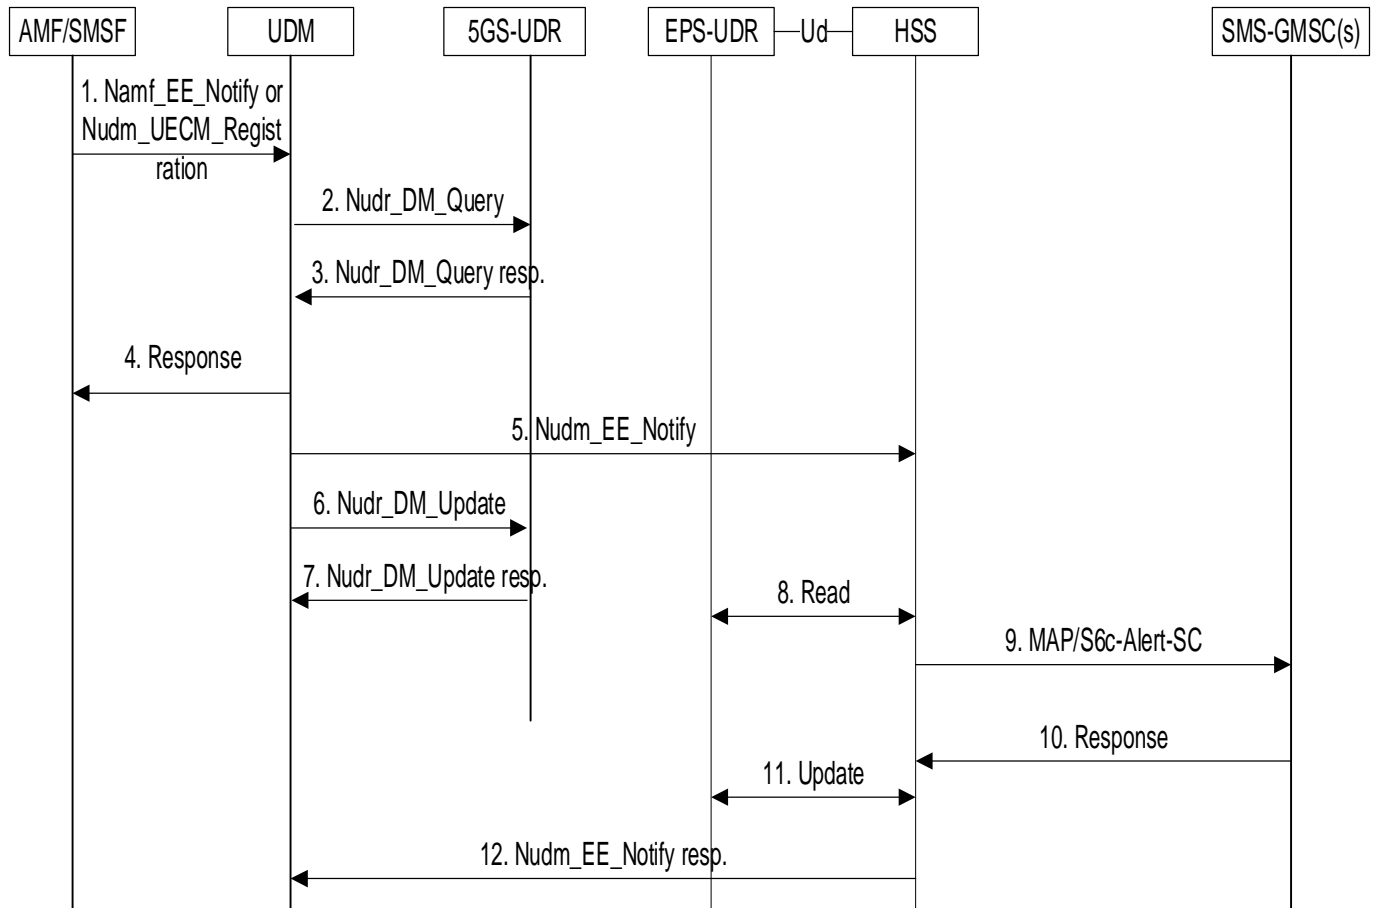 AMF/SMSF
UDM
5GS-UDR
EPS-UDR
Ud
HSS
SMS-GMSC(s)
1. Namf_EE_Notify or
Nudm_UECM_Regist
ration
2. Nudr_DM_Query
3. Nudr_DM_Query resp.
4. Response
5. Nudm_EE_Notify
6. Nudr_DM_Update
7. Nudr_DM_Update resp.
8. Read
9. MAP/S6c-Alert-SC
10. Response
11. Update
12. Nudm_EE_Notify resp.